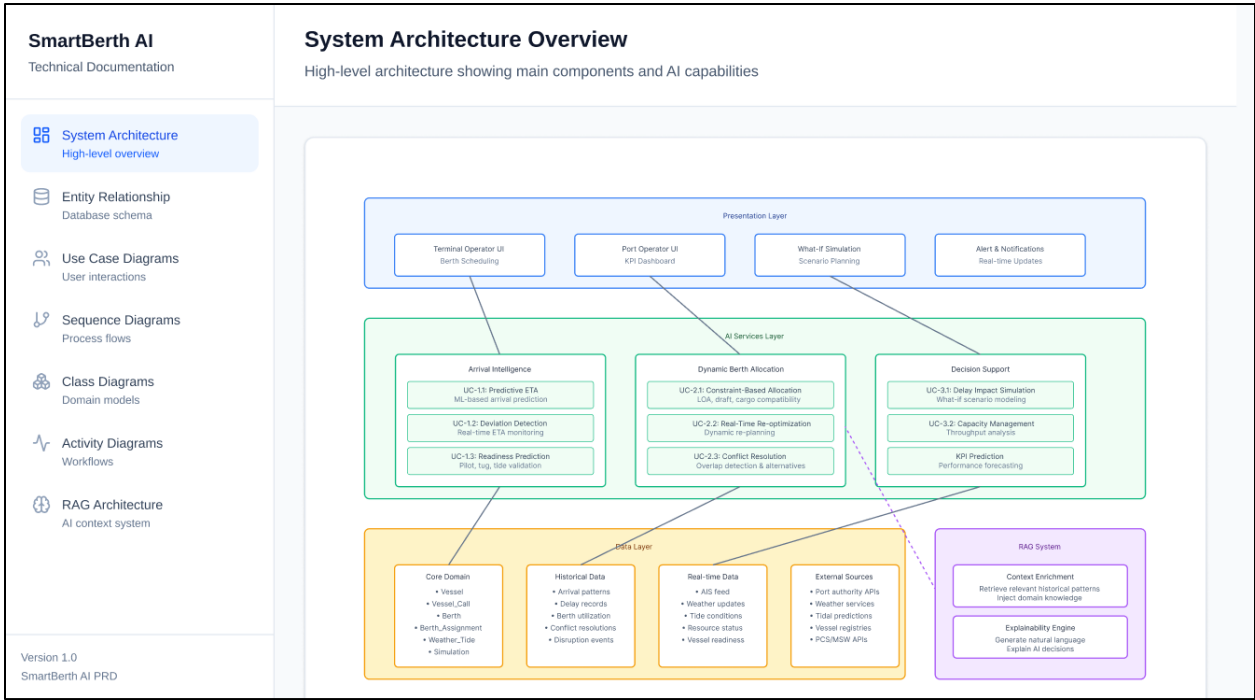 SmartBerth AI
Technical Documentation
System Architecture
High-level overview
Entity Relationship
Database schema
Use Case Diagrams
User interactions
Sequence Diagrams
Process flows
Class Diagrams
Domain models
Activity Diagrams
Workflows
RAG Architecture
AI context system
Version 1.0
SmartBerth AI PRD
System Architecture Overview
High-level architecture showing main components and AI capabilities
Presentation Layer
Terminal Operator UI
Berth Scheduling
Port Operator UI
KPI Dashboard
What-If Simulation
Scenario Planning
Alert & Notifications
Real-time Updates
AI Services Layer
Arrival Intelligence
UC-1.1: Predictive ETA
ML-based arrival prediction
UC-1.2: Deviation Detection
Real-time ETA monitoring
UC-1.3: Readiness Prediction
Pilot, tug, tide validation
Dynamic Berth Allocation
UC-2.1: Constraint-Based Allocation
LOA, draft, cargo compatibility
UC-2.2: Real-Time Re-optimization
Dynamic re-planning
UC-2.3: Conflict Resolution
Overlap detection & alternatives
Decision Support
UC-3.1: Delay Impact Simulation
What-if scenario modeling
UC-3.2: Capacity Management
Throughput analysis
KPI Prediction
Performance forecasting
Data Layer
Core Domain
• Vessel
• Vessel_Call
• Berth
• Berth_Assignment
• Weather_Tide
• Simulation
Historical Data
• Arrival patterns
• Delay records
• Berth utilization
• Conflict resolutions
• Disruption events
Real-time Data
• AIS feed
• Weather updates
• Tide conditions
• Resource status
• Vessel readiness
External Sources
• Port authority APIs
• Weather services
• Tidal predictions
• Vessel registries
• PCS/MSW APIs
RAG System
Context Enrichment
Retrieve relevant historical patterns
Inject domain knowledge
Explainability Engine
Generate natural language
Explain AI decisions